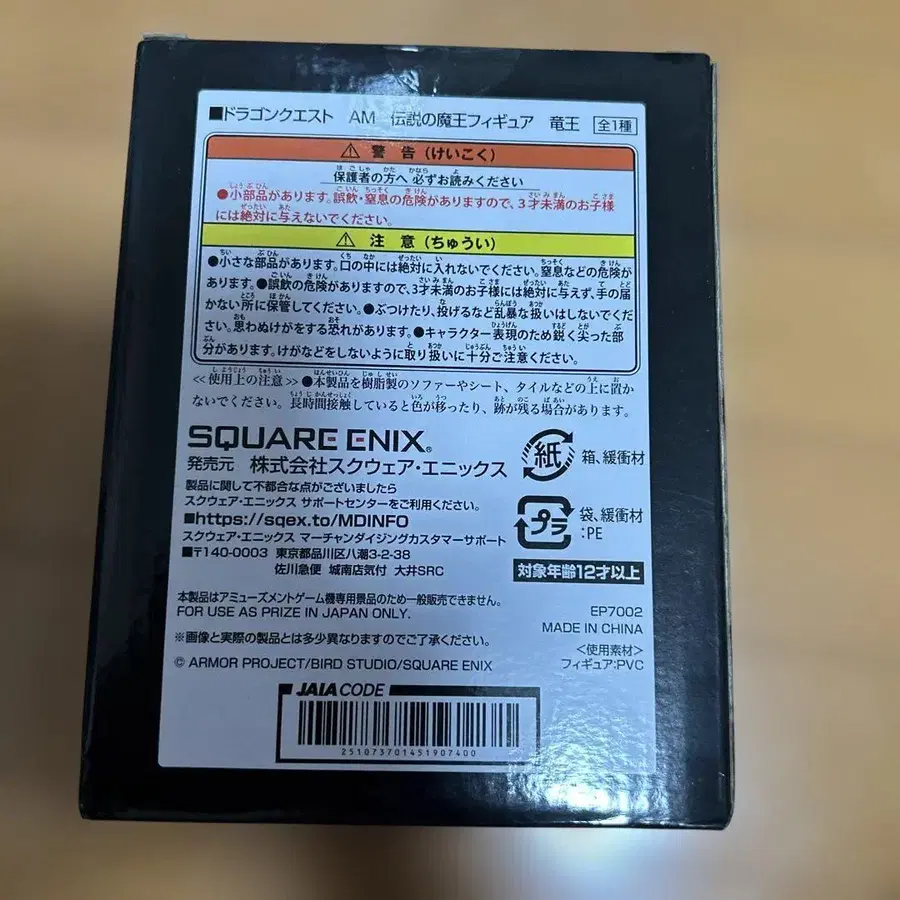 ■ドラゴンクエスト AM 伝説の魔王フィギュア 竜王 全1種
⚠ 警告(けいこく)
保護者の方へ 必ずお読みください
●小部品があります。誤飲・窒息の危険がありますので、3才未満のお子様
には絶対に与えないでください。
⚠ 注意(ちゅうい)
●小さな部品があります。口の中には絶対に入れないでください。窒息などの危険が
あります。●誤飲の危険がありますので、3才未満のお子様には絶対に与えず、手の届
かない所に保管してください。●ぶつけたり、投げるなど乱暴な扱いはしないでくだ
さい。思わぬけがをする恐れがあります。●キャラクター表現のため鋭く尖った部
分があります。けがなどをしないように取り扱いに十分ご注意ください。
≪使用上の注意≫●本製品を樹脂製のソファーやシート、タイルなどの上に置か
ないでください。長時間接触していると色が移ったり、跡が残る場合があります。
SQUARE ENIX®
発売元 株式会社スクウェア・エニックス
製品に関して不都合な点がございましたら
スクウェア・エニックス サポートセンターをご利用ください。
■https://sqex.to/MDINFO
スクウェア・エニックス マーチャンダイジングカスタマーサポート
■〒140-0003 東京都品川区八潮3-2-38
佐川急便 城南店気付 大井SRC
紙 箱、緩衝材
プラ 袋、緩衝材
:PE
対象年齢12才以上
本製品はアミューズメントゲーム機専用景品のため一般販売できません。
FOR USE AS PRIZE IN JAPAN ONLY.
※画像と実際の製品とは多少異なりますのでご了承ください。
© ARMOR PROJECT/BIRD STUDIO/SQUARE ENIX
EP7002
MADE IN CHINA
<使用素材>
フィギュア:PVC
JAIA CODE
251073701451907400